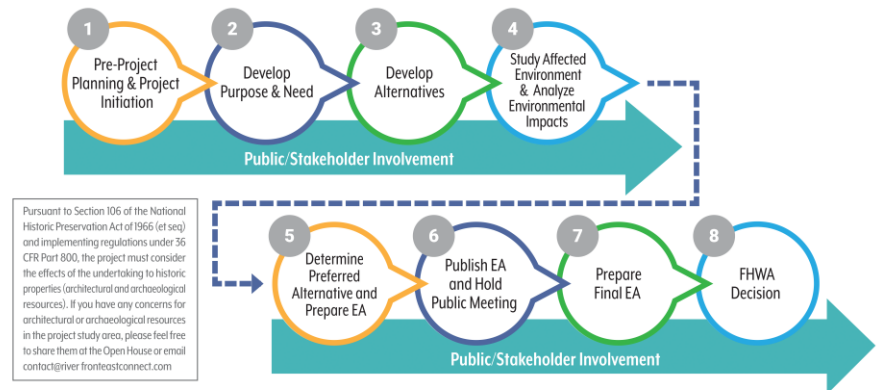 1
Pre-Project
Planning & Project
Initiation
2
Develop
Purpose & Need
3
Develop
Alternatives
4
Study Affected
Environment
& Analyze
Environmental
Impacts
Public/Stakeholder Involvement
Pursuant to Section 106 of the National
Historic Preservation Act of 1966 (et seq)
and implementing regulations under 36
CFR Part 800, the project must consider
the effects of the undertaking to historic
properties (architectural and archaeological
resources). If you have any concerns for
architectural or archaeological resources
in the project study area, please feel free
to share them at the Open House or email
contact@river fronteastconnect.com
5
Determine
Preferred
Alternative and
Prepare EA
6
Publish EA
and Hold
Public Meeting
7
Prepare
Final EA
8
FHWA
Decision
Public/Stakeholder Involvement